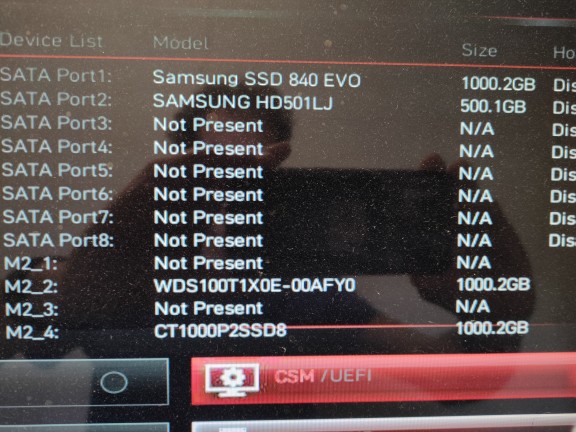 Device List Model Size Ho
SATA Port1: Samsung SSD 840 EVO 1000.2GB Dis
SATA Port2: SAMSUNG HD501LJ 500.1GB Dis
SATA Port3: Not Present N/A Dis
SATA Port4: Not Present N/A Dis
SATA Port5: Not Present N/A Dis
SATA Port6: Not Present N/A Dis
SATA Port7: Not Present N/A Dis
SATA Port8: Not Present N/A Dis
M2_1: Not Present N/A
M2_2: WDS100T1X0E-00AFY0 1000.2GB
M2_3: Not Present N/A
M2_4: CT1000P2SSD8 1000.2GB
CSM /UEFI